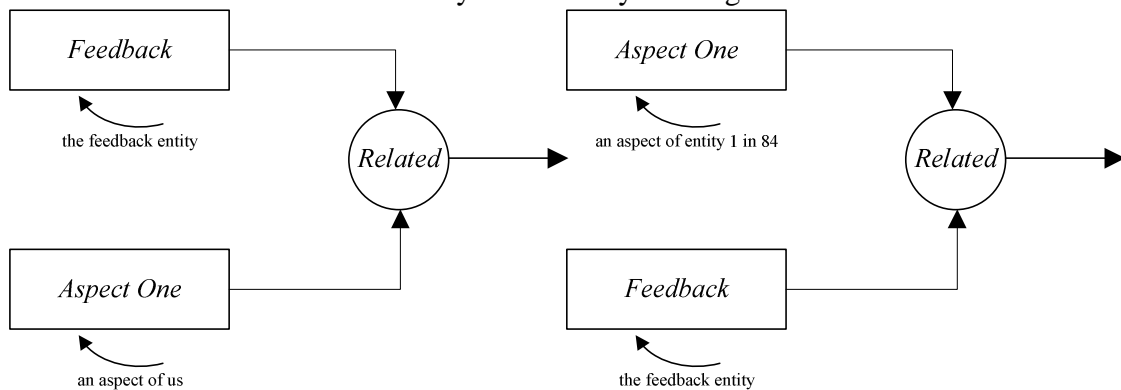 Feedback
the feedback entity
Related
Aspect One
an aspect of us
Aspect One
an aspect of entity 1 in 84
Related
Feedback
the feedback entity